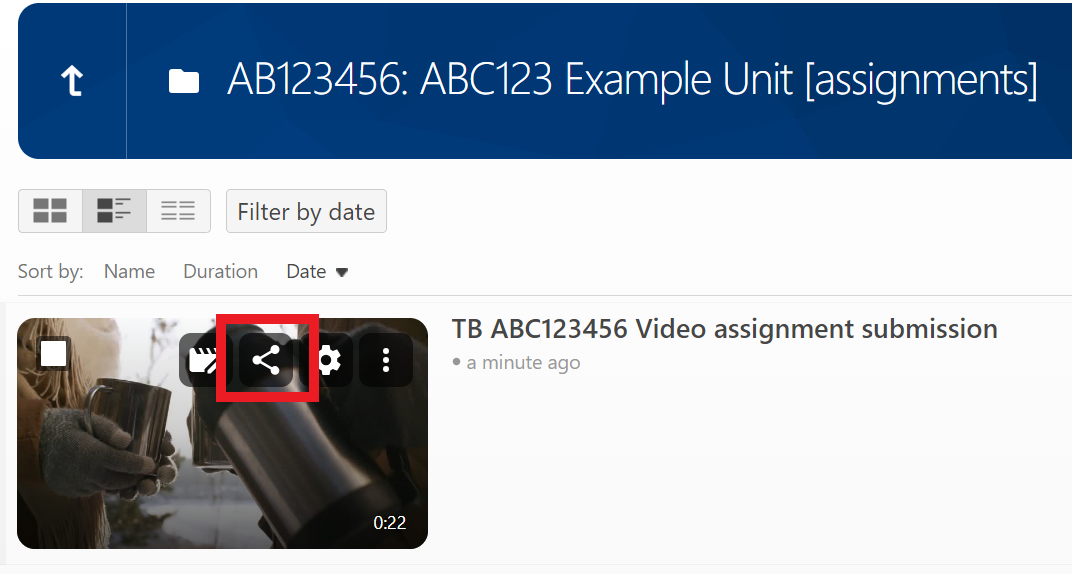 AB123456: ABC123 Example Unit [assignments]
Filter by date
Sort by: Name Duration Date
TB ABC123456 Video assignment submission
• a minute ago
0:22